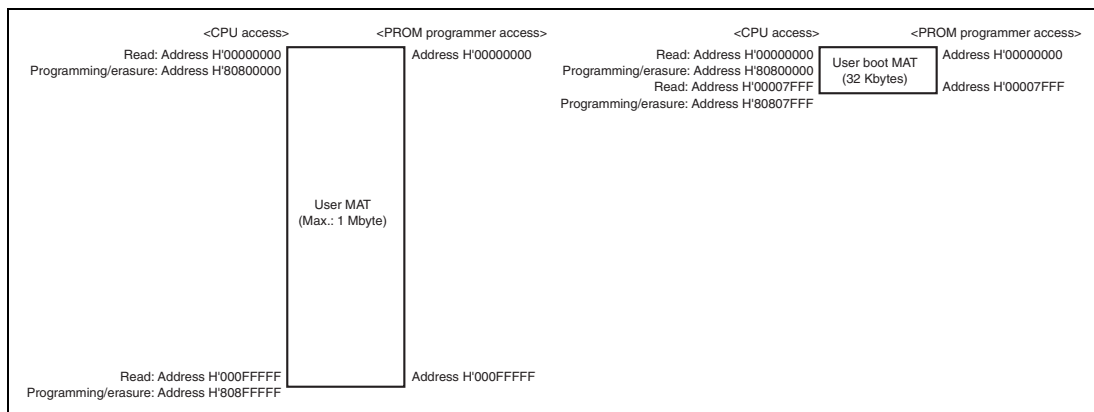 <CPU access>
<PROM programmer access>
Read: Address H'00000000
Programming/erasure: Address H'80800000
Address H'00000000
User MAT
(Max.: 1 Mbyte)
Read: Address H'000FFFFF
Programming/erasure: Address H'808FFFFF
Address H'000FFFFF
<CPU access>
<PROM programmer access>
Read: Address H'00000000
Programming/erasure: Address H'80800000
Read: Address H'00007FFF
Programming/erasure: Address H'80807FFF
User boot MAT
(32 Kbytes)
Address H'00000000
Address H'00007FFF